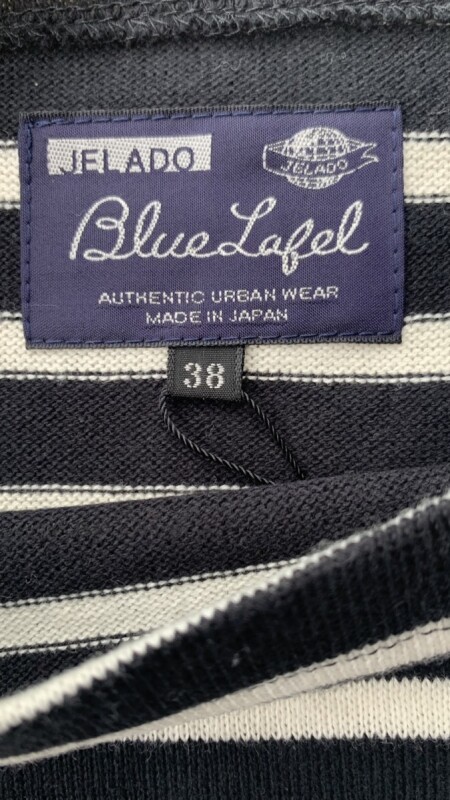 JELADO
JELADO
Blue Lafel
AUTHENTIC URBAN WEAR
MADE IN JAPAN
38